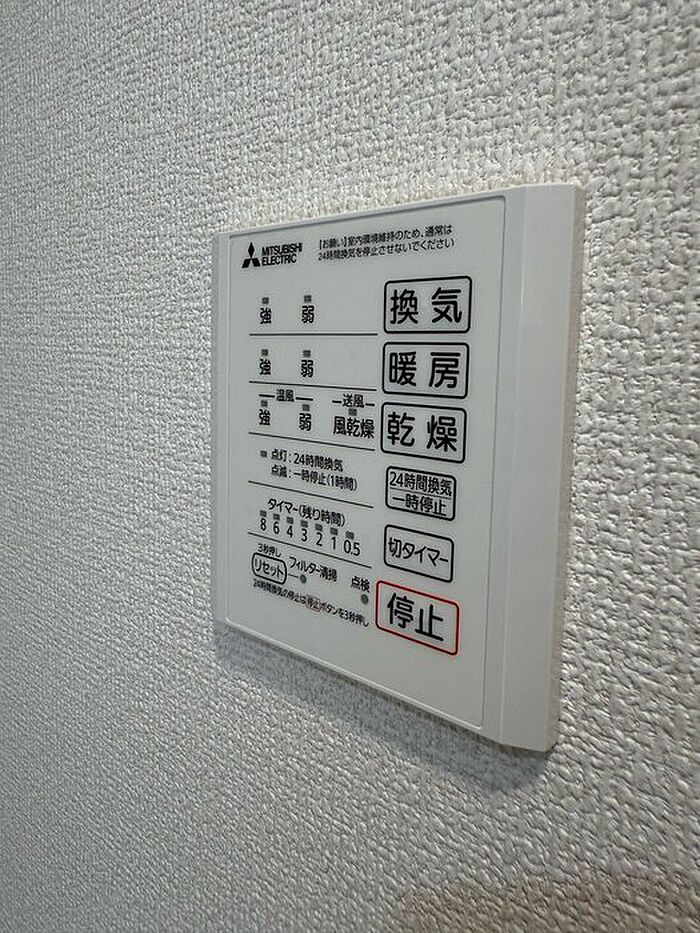 MITSUBISHI
ELECTRIC
【お願い】室内環境維持のため、通常は
24時間換気を停止させないでください
強 弱 換気
強 弱 暖房
温風 送風
強 弱 風乾燥 乾燥
点灯:24時間換気
点滅:一時停止(1時間)
24時間換気
一時停止
タイマー(残り時間)
8 6 4 3 2 1 0.5
切タイマー
3秒押し
リセット フィルター清掃 点検
24時間換気の停止は停止ボタンを3秒押し
停止